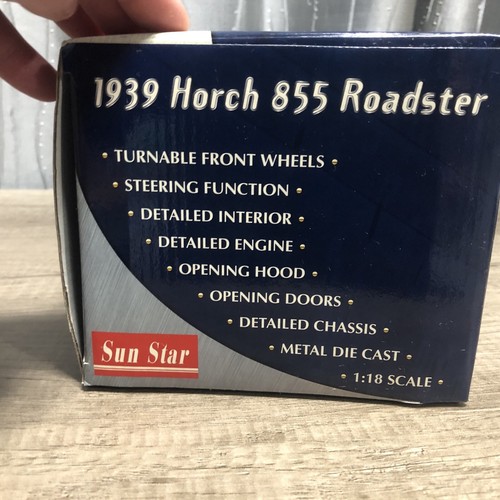 1939 Horch 855 Roadster
• TURNABLE FRONT WHEELS •
• STEERING FUNCTION •
• DETAILED INTERIOR •
• DETAILED ENGINE •
• OPENING HOOD •
• OPENING DOORS •
• DETAILED CHASSIS •
• METAL DIE CAST •
• 1:18 SCALE •
Sun Star